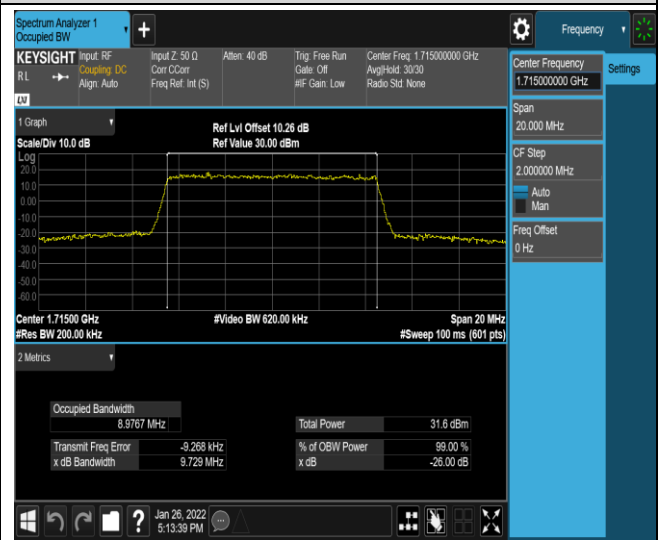 Spectrum Analyzer 1
Occupied BW
+
Frequency
KEYSIGHT
R L
LNI
Input: RF
Coupling: DC
Align: Auto
Input Z: 50 Ω
Corr CCorr
Freq Ref: Int (S)
Atten: 40 dB
Trig: Free Run
Gate: Off
#IF Gain: Low
Center Freq: 1.715000000 GHz
Avg|Hold: 30/30
Radio Std: None
Settings
Center Frequency
1.715000000 GHz
Span
20.000 MHz
CF Step
2.000000 MHz
Auto
Man
Freq Offset
0 Hz
1 Graph
Scale/Div 10.0 dB
Ref Lvl Offset 10.26 dB
Ref Value 30.00 dBm
Log
20.0
10.0
0.00
-10.0
-20.0
-30.0
-40.0
-50.0
-60.0
Center 1.71500 GHz
#Video BW 620.00 kHz
Span 20 MHz
#Res BW 200.00 kHz
#Sweep 100 ms (601 pts)
2 Metrics
Occupied Bandwidth
8.9767 MHz
Total Power 31.6 dBm
Transmit Freq Error -9.268 kHz
% of OBW Power 99.00 %
x dB Bandwidth 9.729 MHz
x dB -26.00 dB
?
Jan 26, 2022
5:13:39 PM